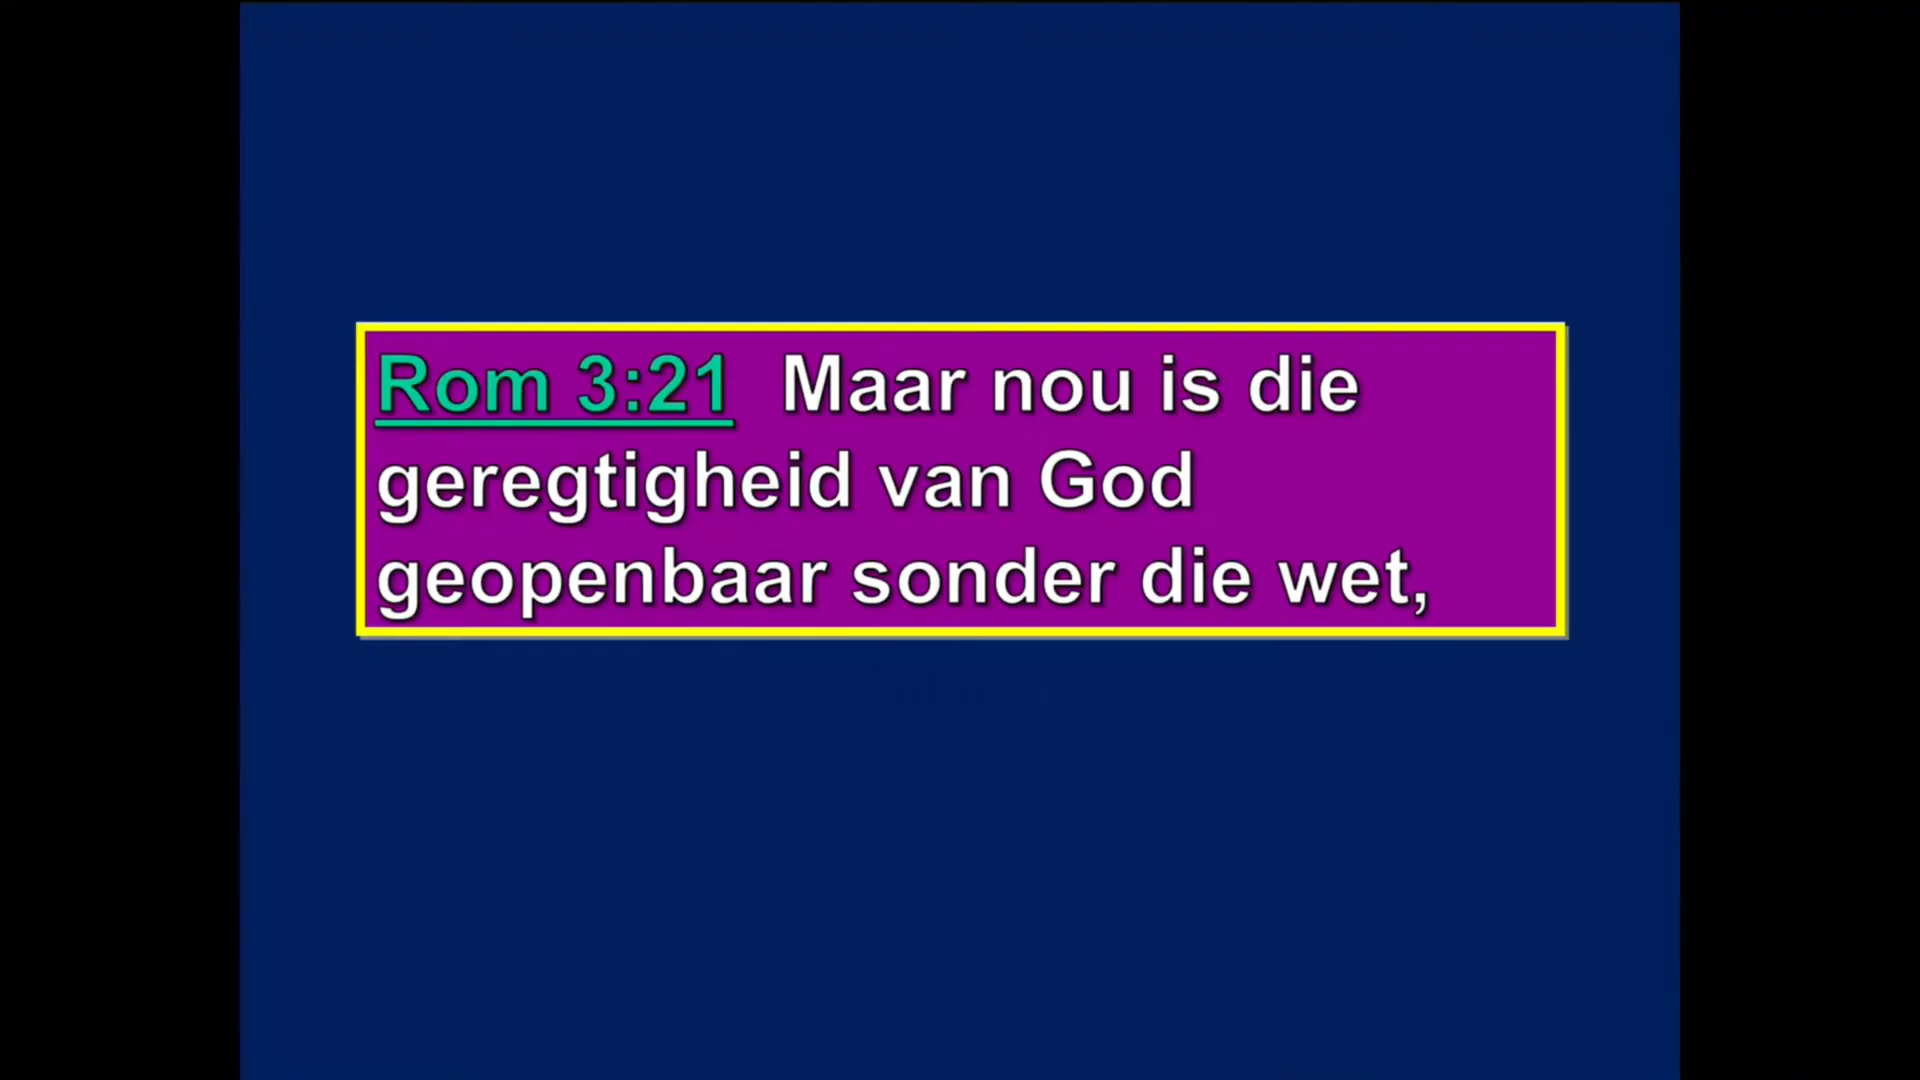 Rom 3:21 Maar nou is die
geregtigheid van God
geopenbaar sonder die wet,